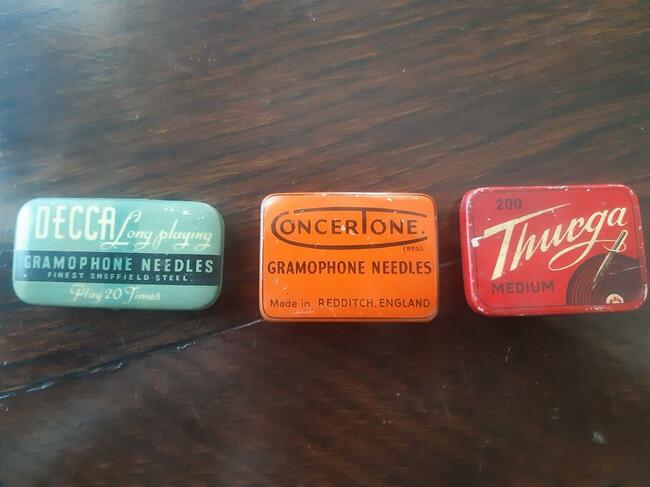 DECCA Long playing
GRAMOPHONE NEEDLES
FINEST SHEFFIELD STEEL
Play 20 Times
CONCERTONE.
(REG).
GRAMOPHONE NEEDLES
Made in REDDITCH, ENGLAND
200
Thurga
MEDIUM